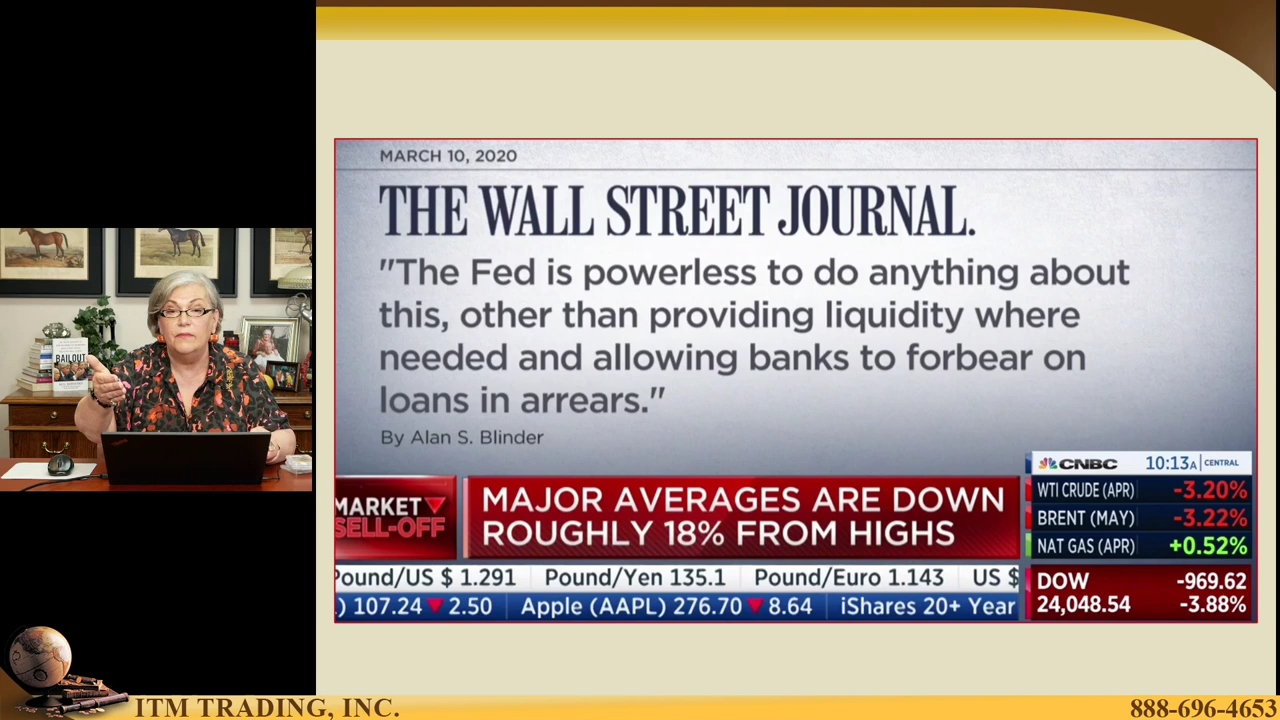 MARCH 10, 2020
THE WALL STREET JOURNAL.
"The Fed is powerless to do anything about
this, other than providing liquidity where
needed and allowing banks to forbear on
loans in arrears."
By Alan S. Blinder
BAILOUT
CNBC 10:13A CENTRAL
WTI CRUDE (APR) -3.20%
BRENT (MAY) -3.22%
NAT GAS (APR) +0.52%
MARKET
SELL-OFF
MAJOR AVERAGES ARE DOWN
ROUGHLY 18% FROM HIGHS
Pound/US $ 1.291 Pound/Yen 135.1 Pound/Euro 1.143 US $
) 107.24 ▼ 2.50 Apple (AAPL) 276.70 ▼ 8.64 iShares 20+ Year
DOW -969.62
24,048.54 -3.88%
ITM TRADING, INC.
888-696-4653